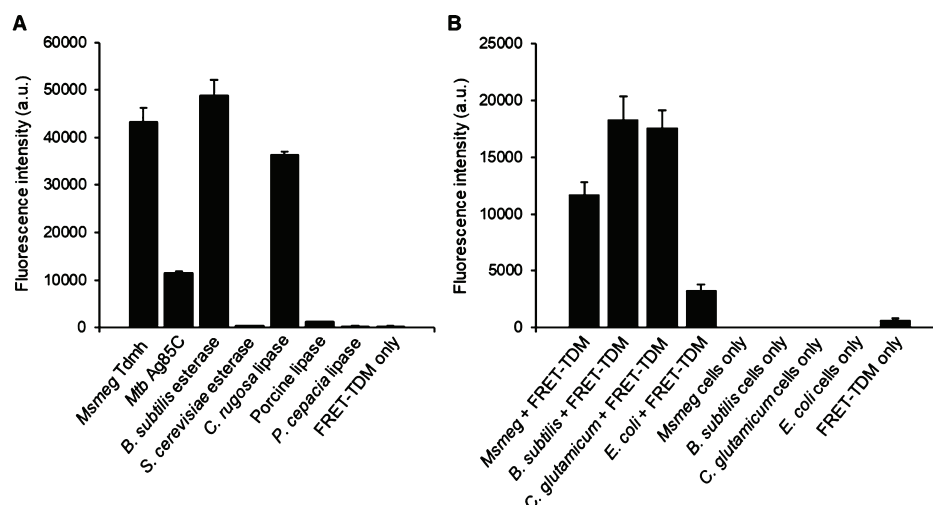 A
Fluorescence intensity (a.u.)
60000
50000
40000
30000
20000
10000
0
Msmeg Tdmh
Mtb Ag85C
B. subtilis esterase
S. cerevisiae esterase
C. rugosa lipase
Porcine lipase
P. cepacia lipase
FRET-TDM only
B
Fluorescence intensity (a.u.)
25000
20000
15000
10000
5000
0
Msmeg + FRET-TDM
B. subtilis + FRET-TDM
C. glutamicum + FRET-TDM
E. coli + FRET-TDM
Msmeg cells only
B. subtilis cells only
C. glutamicum cells only
E. coli cells only
FRET-TDM only